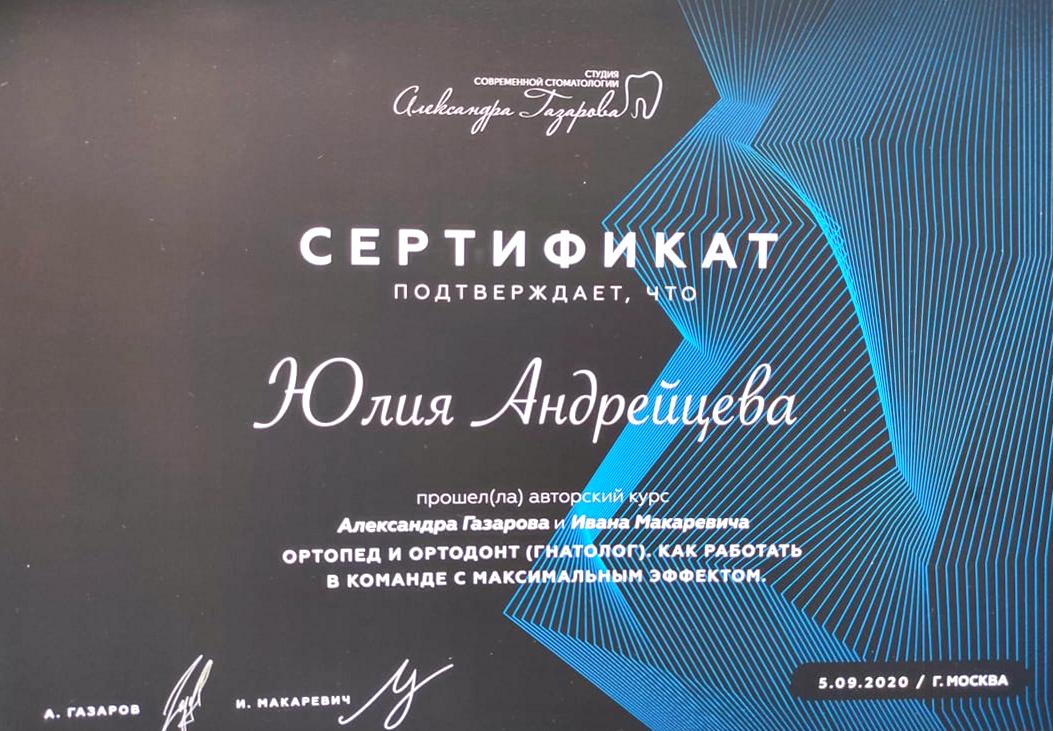 СТУДИЯ
СОВРЕМЕННОЙ СТОМАТОЛОГИИ
Александра Газарова
СЕРТИФИКАТ
ПОДТВЕРЖДАЕТ, ЧТО
Юлия Андрейцева
прошел(ла) авторский курс
Александра Газарова и Ивана Макаревича
ОРТОПЕД И ОРТОДОНТ (ГНАТОЛОГ). КАК РАБОТАТЬ
В КОМАНДЕ С МАКСИМАЛЬНЫМ ЭФФЕКТОМ.
А. ГАЗАРОВ И. МАКАРЕВИЧ
5.09.2020 / Г. МОСКВА